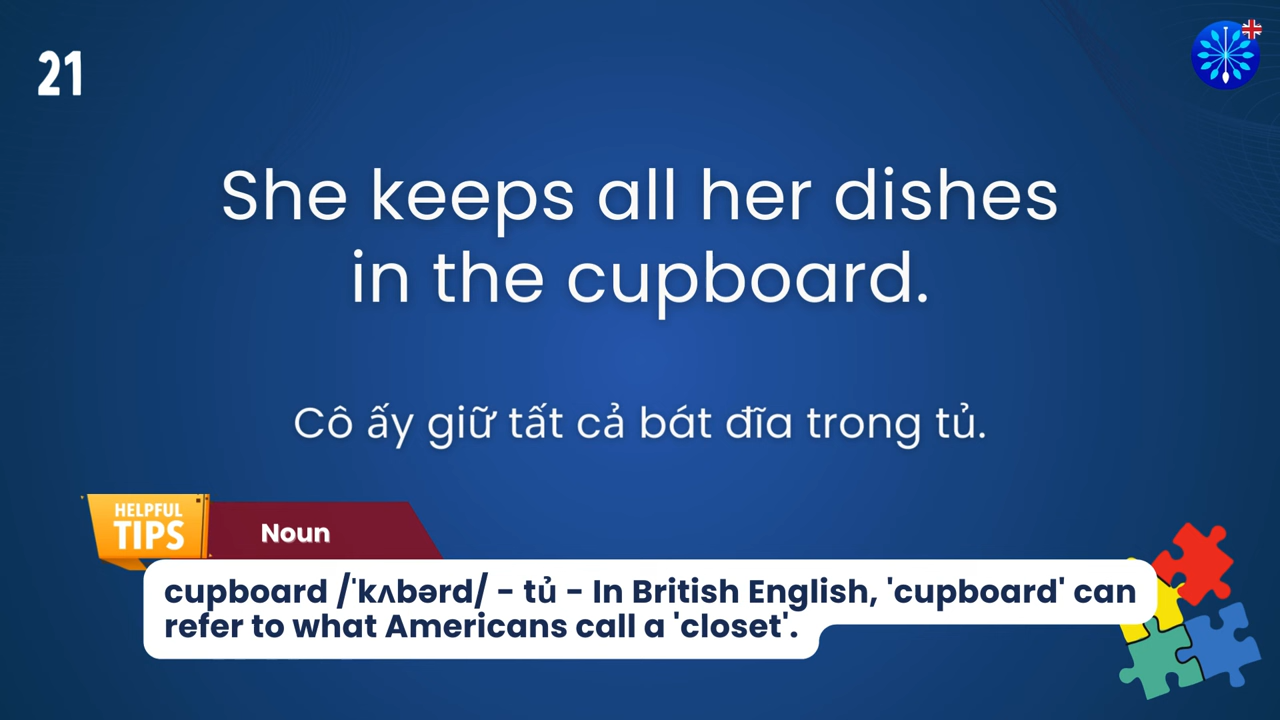 21
She keeps all her dishes
in the cupboard.
Cô ấy giữ tất cả bát đĩa trong tủ.
HELPFUL
TIPS
Noun
cupboard /ˈkʌbərd/ - tủ - In British English, 'cupboard' can
refer to what Americans call a 'closet'.